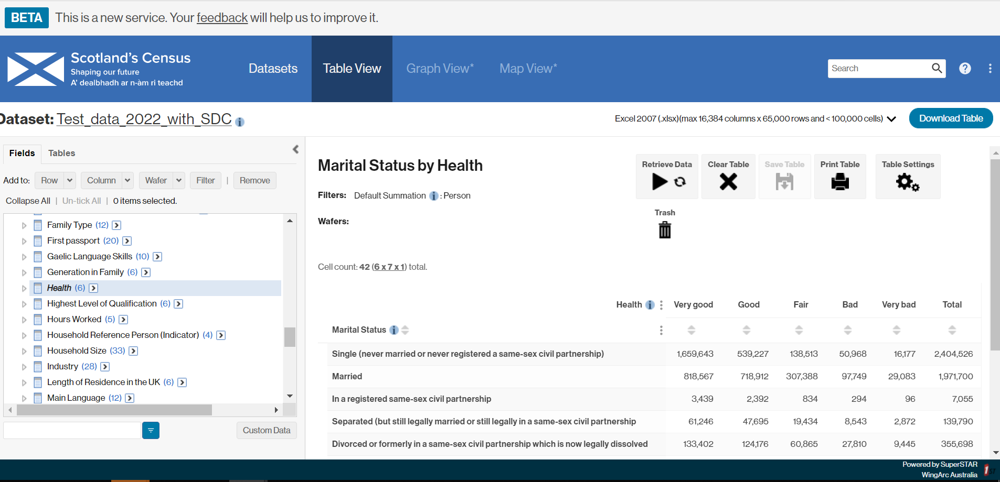 BETA This is a new service. Your feedback will help us to improve it.
Scotland's Census
Shaping our future
A' dealbhadh ar n-àm ri teachd
Datasets Table View Graph View* Map View* Search
Dataset: Test_data_2022_with_SDC
Excel 2007 (.xlsx)(max 16,384 columns x 65,000 rows and < 100,000 cells) Download Table
Fields Tables
Add to: Row Column Wafer Filter | Remove
Collapse All | Un-tick All | 0 items selected.
Family Type (12)
First passport (20)
Gaelic Language Skills (10)
Generation in Family (6)
Health (6)
Highest Level of Qualification (6)
Hours Worked (5)
Household Reference Person (Indicator) (4)
Household Size (33)
Industry (28)
Length of Residence in the UK (6)
Main Language (12)
Custom Data
Marital Status by Health
Retrieve Data Clear Table Save Table Print Table Table Settings
Filters: Default Summation : Person
Trash
Wafers:
Cell count: 42 (6 x 7 x 1) total.
Health Very good Good Fair Bad Very bad Total
Marital Status
Single (never married or never registered a same-sex civil partnership) 1,659,643 539,227 138,513 50,968 16,177 2,404,526
Married 818,567 718,912 307,388 97,749 29,083 1,971,700
In a registered same-sex civil partnership 3,439 2,392 834 294 96 7,055
Separated (but still legally married or still legally in a same-sex civil partnership 61,246 47,695 19,434 8,543 2,872 139,790
Divorced or formerly in a same-sex civil partnership which is now legally dissolved 133,402 124,176 60,865 27,810 9,445 355,698
Powered by SuperSTAR
WingArc Australia